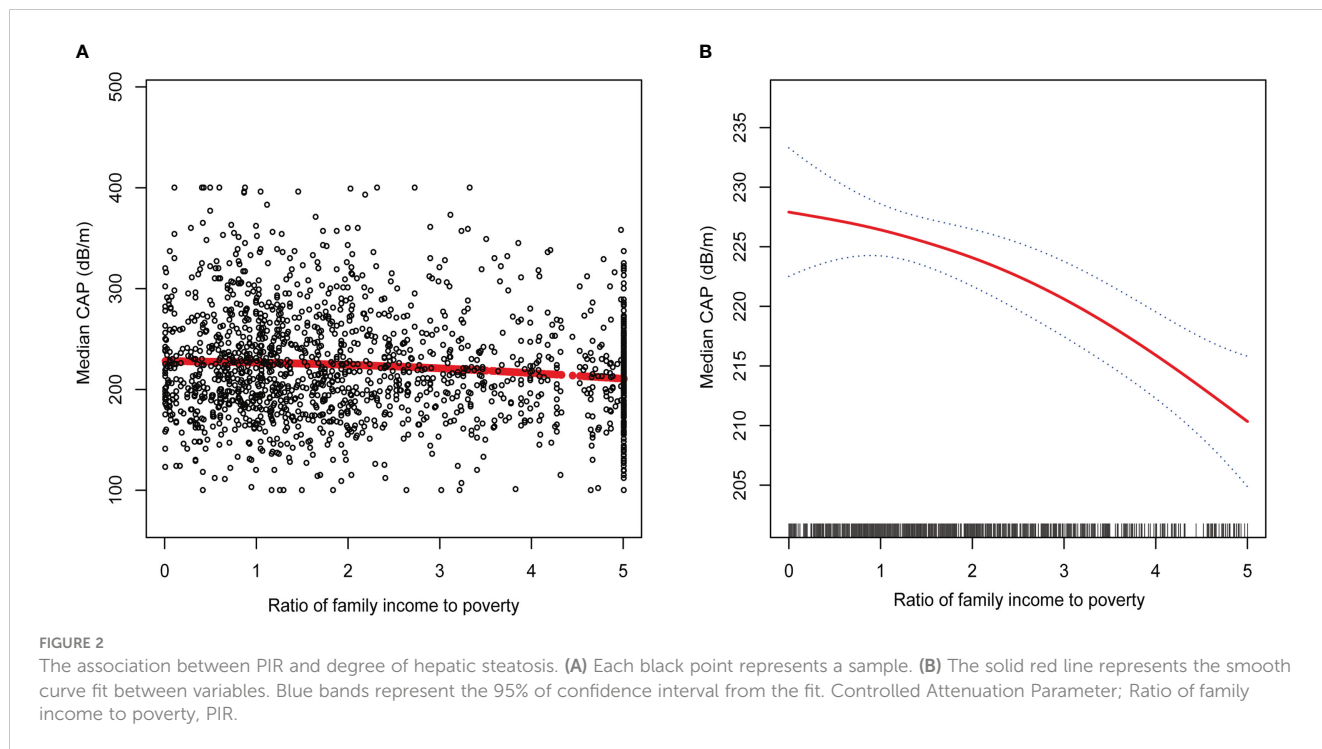 A
B
500
400
300
200
100
Median CAP (dB/m)
0 1 2 3 4 5
Ratio of family income to poverty
235
230
225
220
215
210
205
Median CAP (dB/m)
0 1 2 3 4 5
Ratio of family income to poverty
FIGURE 2
The association between PIR and degree of hepatic steatosis. (A) Each black point represents a sample. (B) The solid red line represents the smooth
curve fit between variables. Blue bands represent the 95% of confidence interval from the fit. Controlled Attenuation Parameter; Ratio of family
income to poverty, PIR.